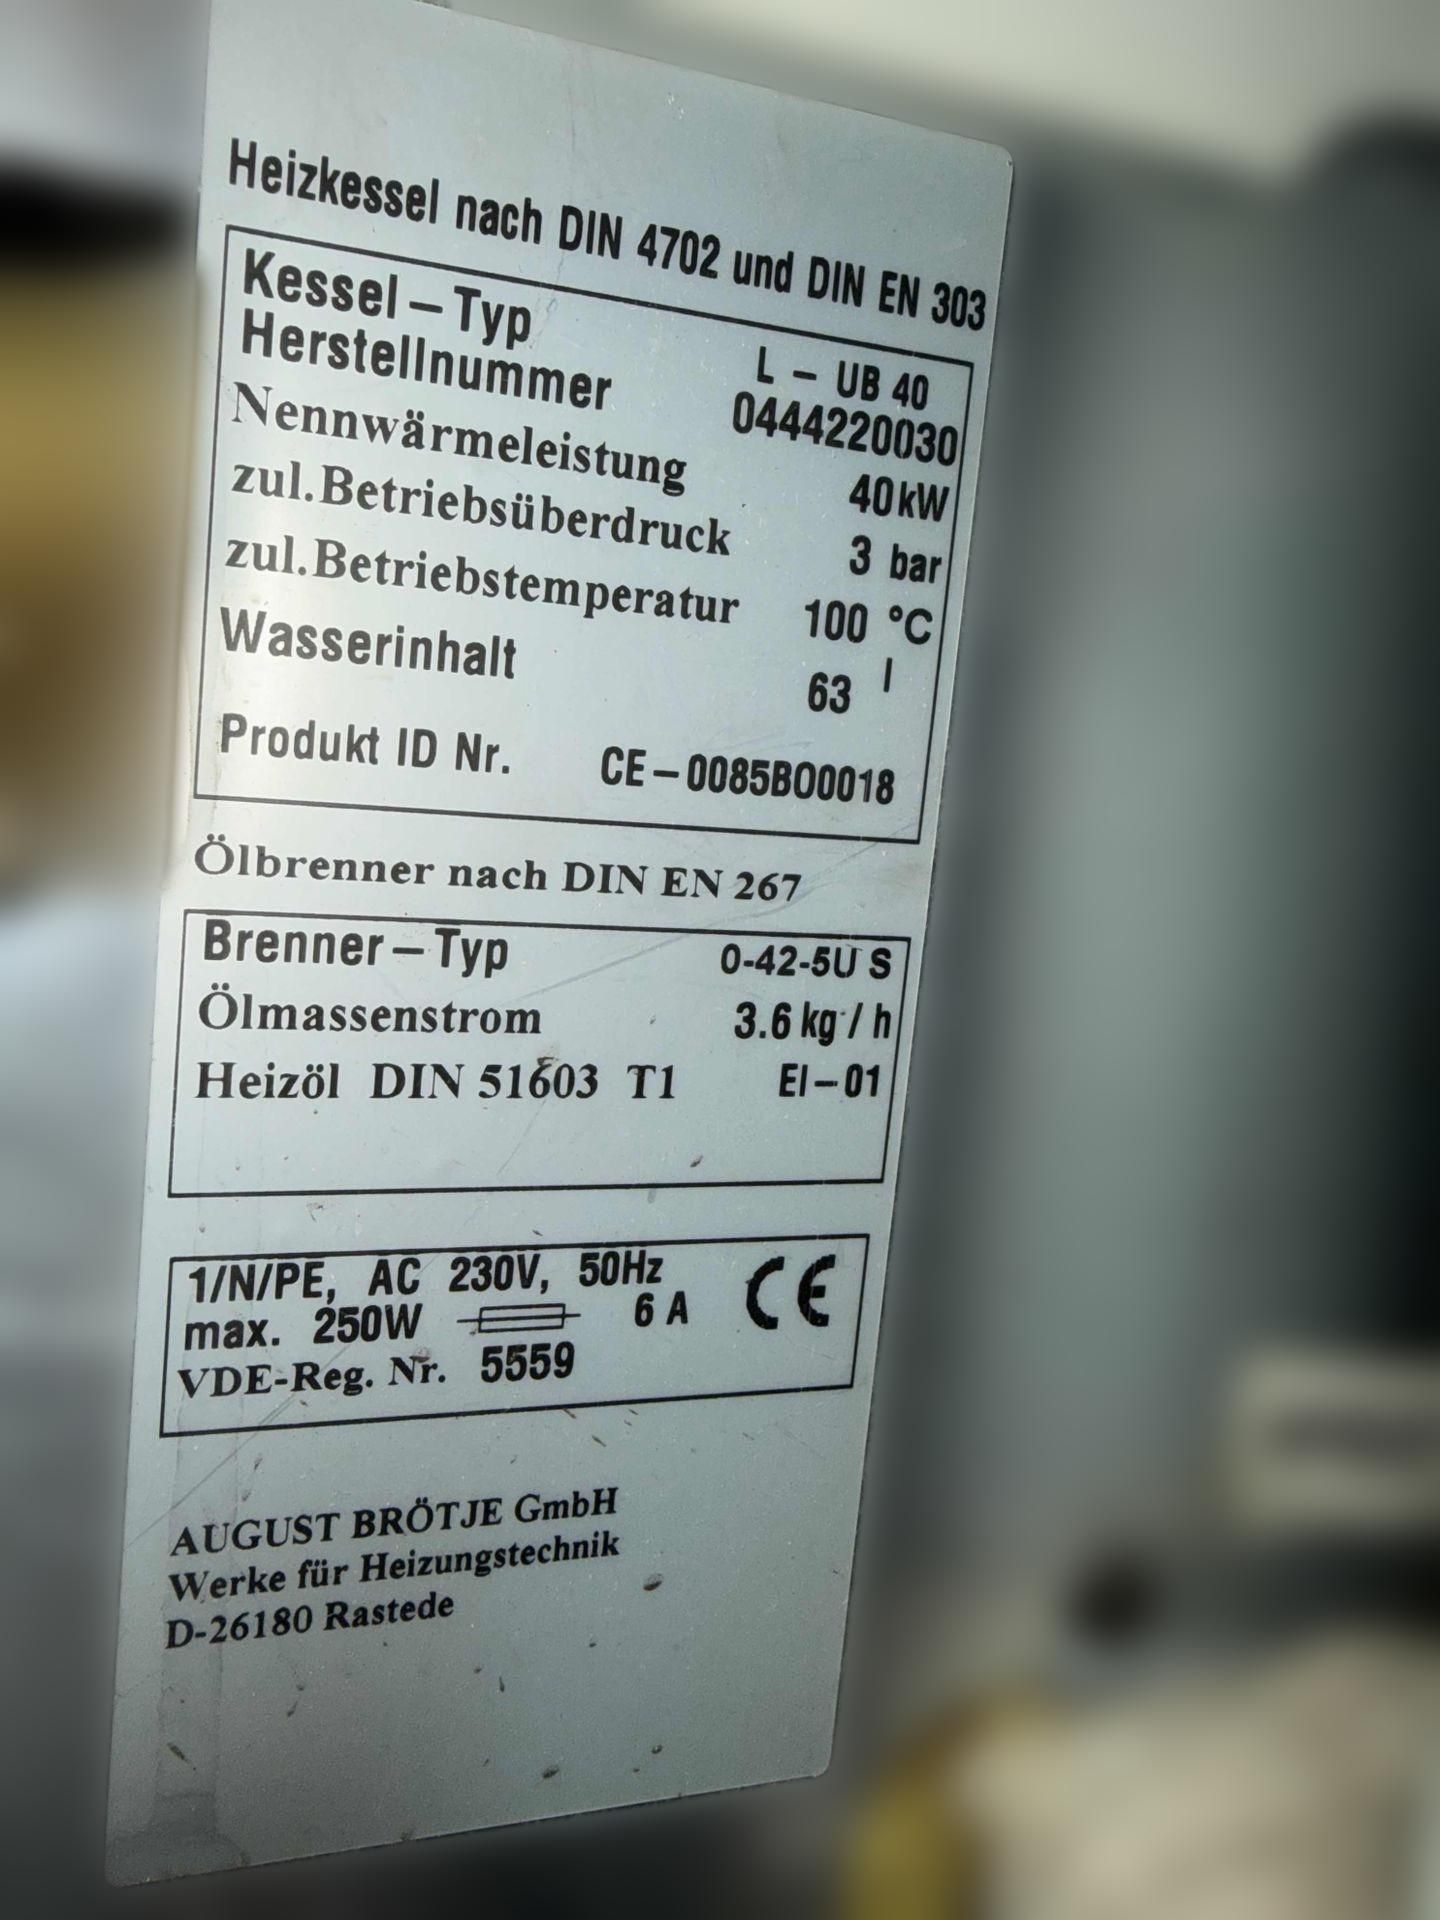 Heizkessel nach DIN 4702 und DIN EN 303
Kessel – Typ L – UB 40
Herstellnummer 0444220030
Nennwärmeleistung 40kW
zul.Betriebsüberdruck 3 bar
zul.Betriebstemperatur 100 °C
Wasserinhalt 63 l
Produkt ID Nr. CE – 0085BO0018
Ölbrenner nach DIN EN 267
Brenner – Typ 0-42-5U S
Ölmassenstrom 3.6 kg / h
Heizöl DIN 51603 T1 El – 01
1/N/PE, AC 230V, 50Hz CE
max. 250W 6 A
VDE-Reg. Nr. 5559
AUGUST BRÖTJE GmbH
Werke für Heizungstechnik
D-26180 Rastede